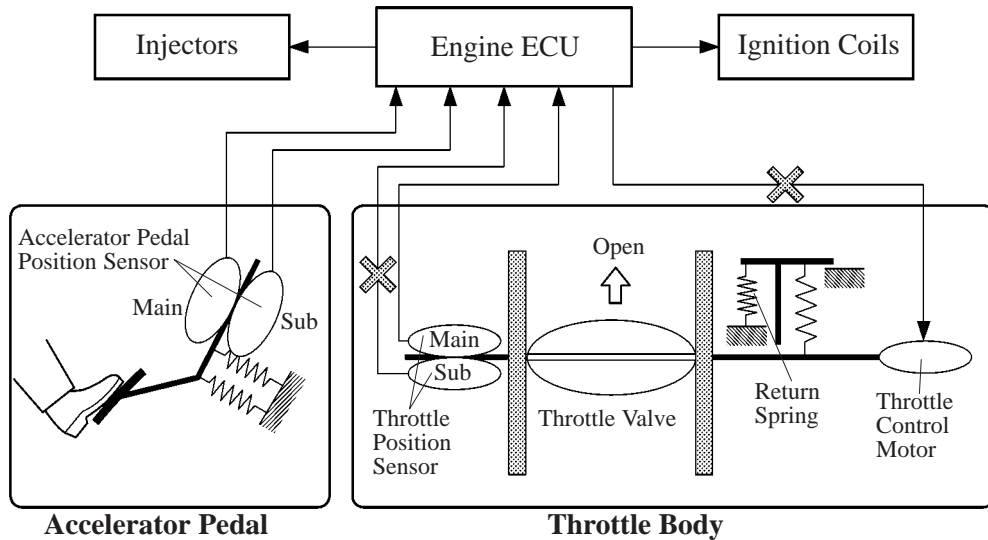 Injectors
Engine ECU
Ignition Coils
Accelerator Pedal
Position Sensor
Main
Sub
Open
Main
Sub
Throttle
Position
Sensor
Throttle Valve
Return
Spring
Throttle
Control
Motor
Accelerator Pedal
Throttle Body